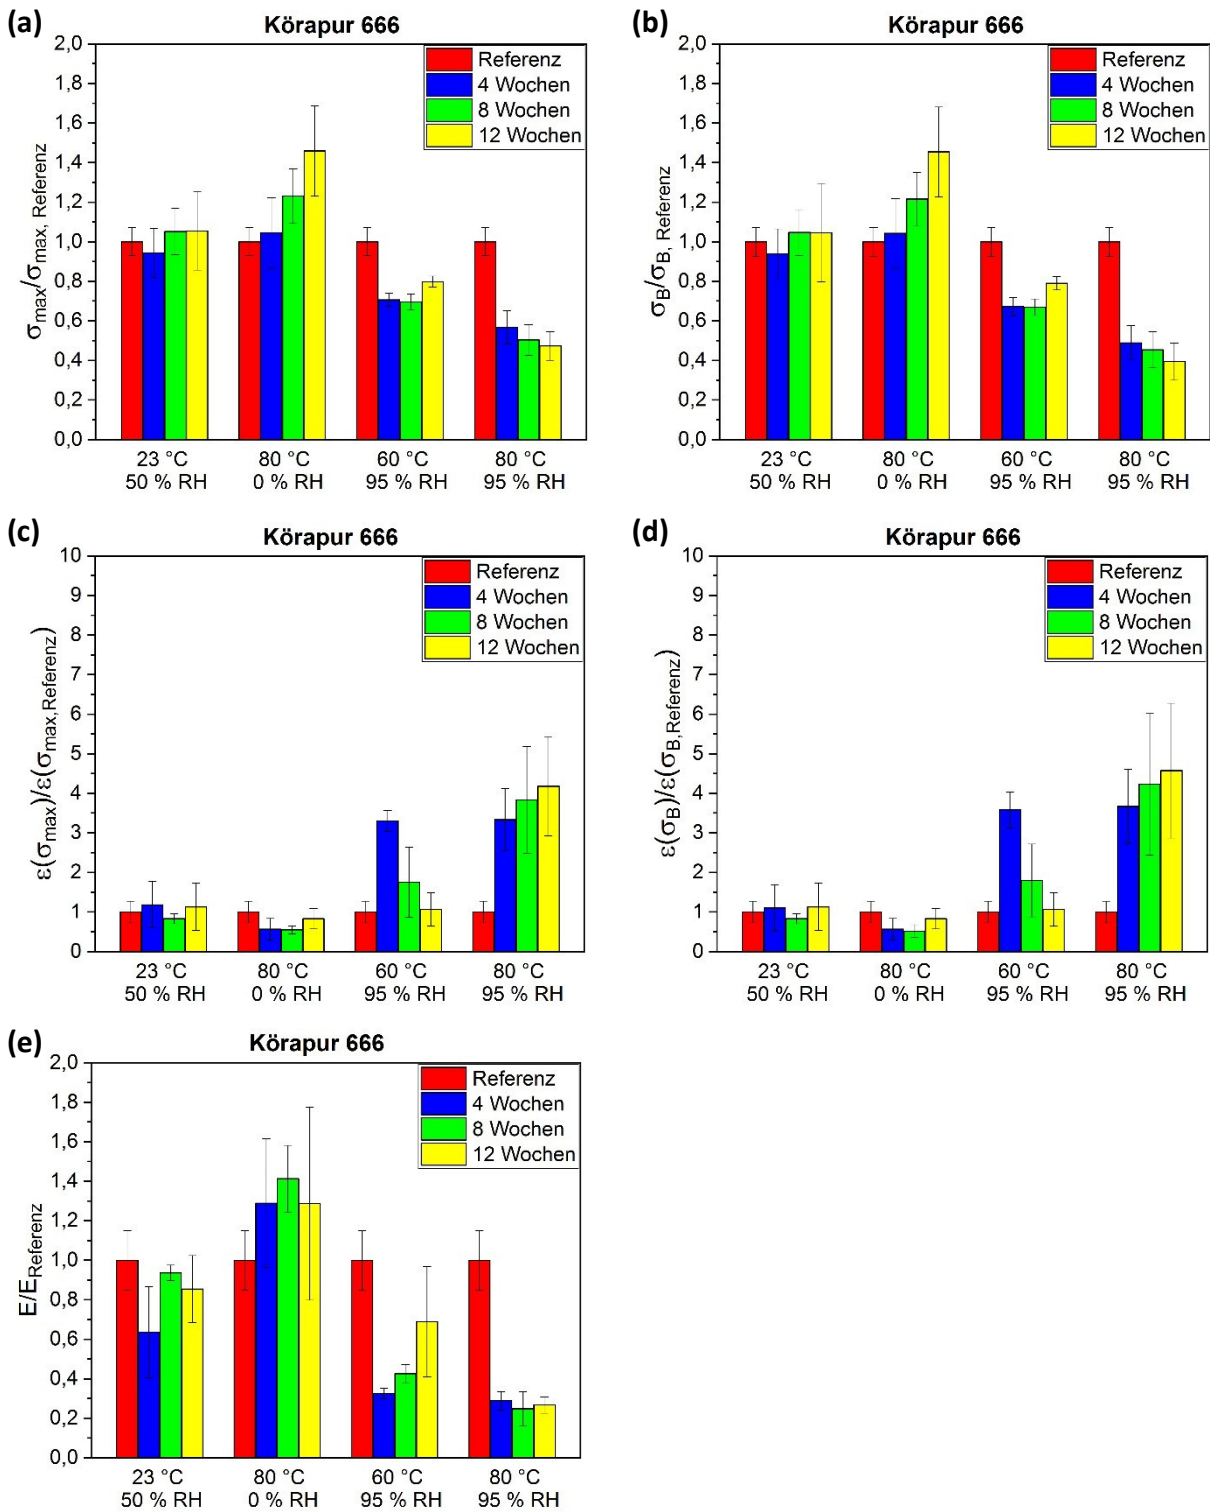 (a)
Körapur 666
2,0
1,8
1,6
1,4
1,2
1,0
0,8
0,6
0,4
0,2
0,0
σmax/σmax, Referenz
Referenz
4 Wochen
8 Wochen
12 Wochen
23 °C 80 °C 60 °C 80 °C
50 % RH 0 % RH 95 % RH 95 % RH
(b)
Körapur 666
2,0
1,8
1,6
1,4
1,2
1,0
0,8
0,6
0,4
0,2
0,0
σB/σB, Referenz
Referenz
4 Wochen
8 Wochen
12 Wochen
23 °C 80 °C 60 °C 80 °C
50 % RH 0 % RH 95 % RH 95 % RH
(c)
Körapur 666
10
9
8
7
6
5
4
3
2
1
0
ε(σmax)/ε(σmax,Referenz)
Referenz
4 Wochen
8 Wochen
12 Wochen
23 °C 80 °C 60 °C 80 °C
50 % RH 0 % RH 95 % RH 95 % RH
(d)
Körapur 666
10
9
8
7
6
5
4
3
2
1
0
ε(σB)/ε(σB,Referenz)
Referenz
4 Wochen
8 Wochen
12 Wochen
23 °C 80 °C 60 °C 80 °C
50 % RH 0 % RH 95 % RH 95 % RH
(e)
Körapur 666
2,0
1,8
1,6
1,4
1,2
1,0
0,8
0,6
0,4
0,2
0,0
E/EReferenz
Referenz
4 Wochen
8 Wochen
12 Wochen
23 °C 80 °C 60 °C 80 °C
50 % RH 0 % RH 95 % RH 95 % RH